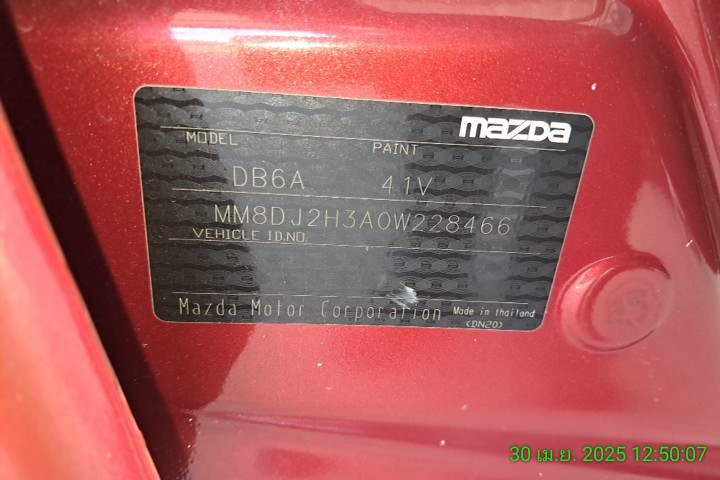 mazda
MODEL PAINT
DB6A 41V
MM8DJ2H3A0W228466
VEHICLE ID.NO.
Mazda Motor Corporation Made in thailand
(DN20)
30 เม.ย. 2025 12:50:07